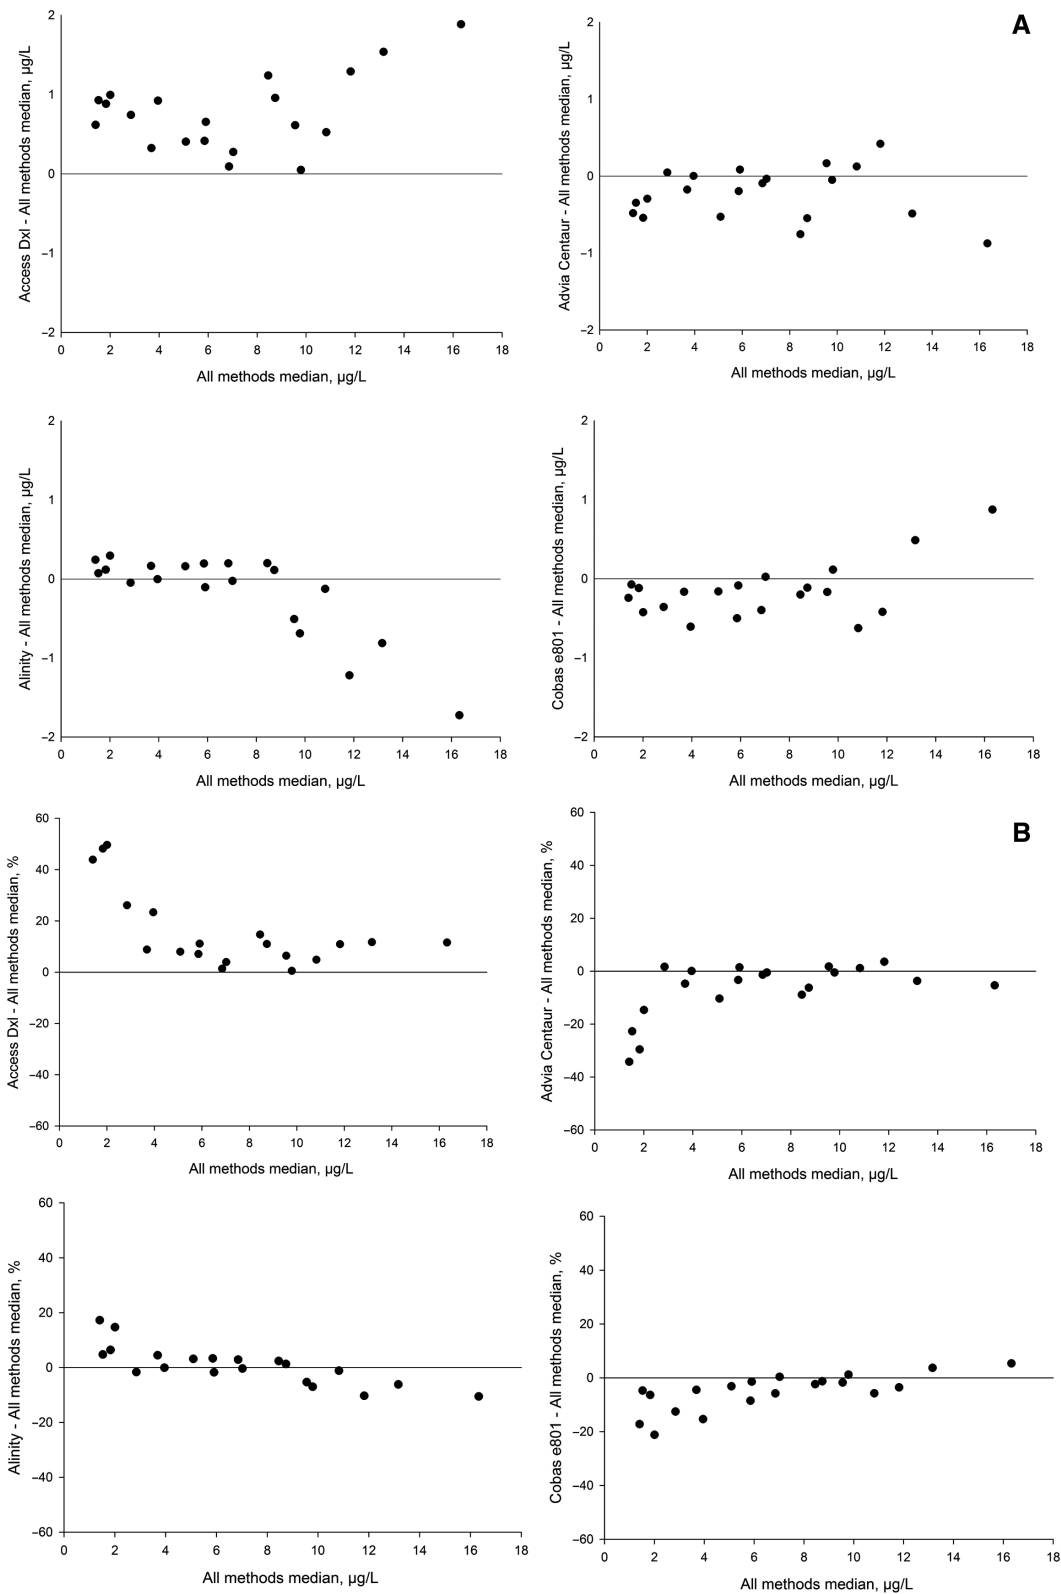 A
2
1
0
−1
−2
Access DxI - All methods median, µg/L
0 2 4 6 8 10 12 14 16 18
All methods median, µg/L
2
1
0
−1
−2
Advia Centaur - All methods median, µg/L
0 2 4 6 8 10 12 14 16 18
All methods median, µg/L
2
1
0
−1
−2
Alinity - All methods median, µg/L
0 2 4 6 8 10 12 14 16 18
All methods median, µg/L
2
1
0
−1
−2
Cobas e801 - All methods median, µg/L
0 2 4 6 8 10 12 14 16 18
All methods median, µg/L
B
60
40
20
0
−20
−40
−60
Access DxI - All methods median, %
0 2 4 6 8 10 12 14 16 18
All methods median, µg/L
60
40
20
0
−20
−40
−60
Advia Centaur - All methods median, %
0 2 4 6 8 10 12 14 16 18
All methods median, µg/L
60
40
20
0
−20
−40
−60
Alinity - All methods median, %
0 2 4 6 8 10 12 14 16 18
All methods median, µg/L
60
40
20
0
−20
−40
−60
Cobas e801 - All methods median, %
0 2 4 6 8 10 12 14 16 18
All methods median, µg/L